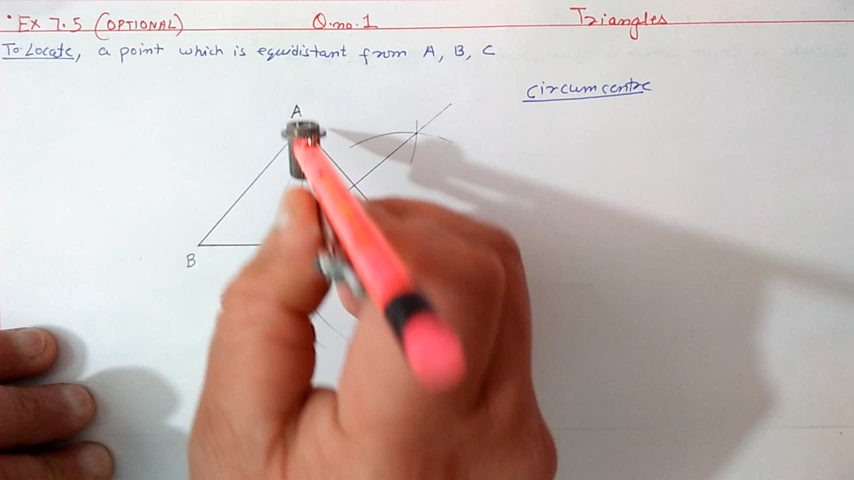 • EX 7.5 (OPTIONAL) Q.no.1 Triangles
To Locate, a point which is equidistant from A, B, C
circumcentre
A
B